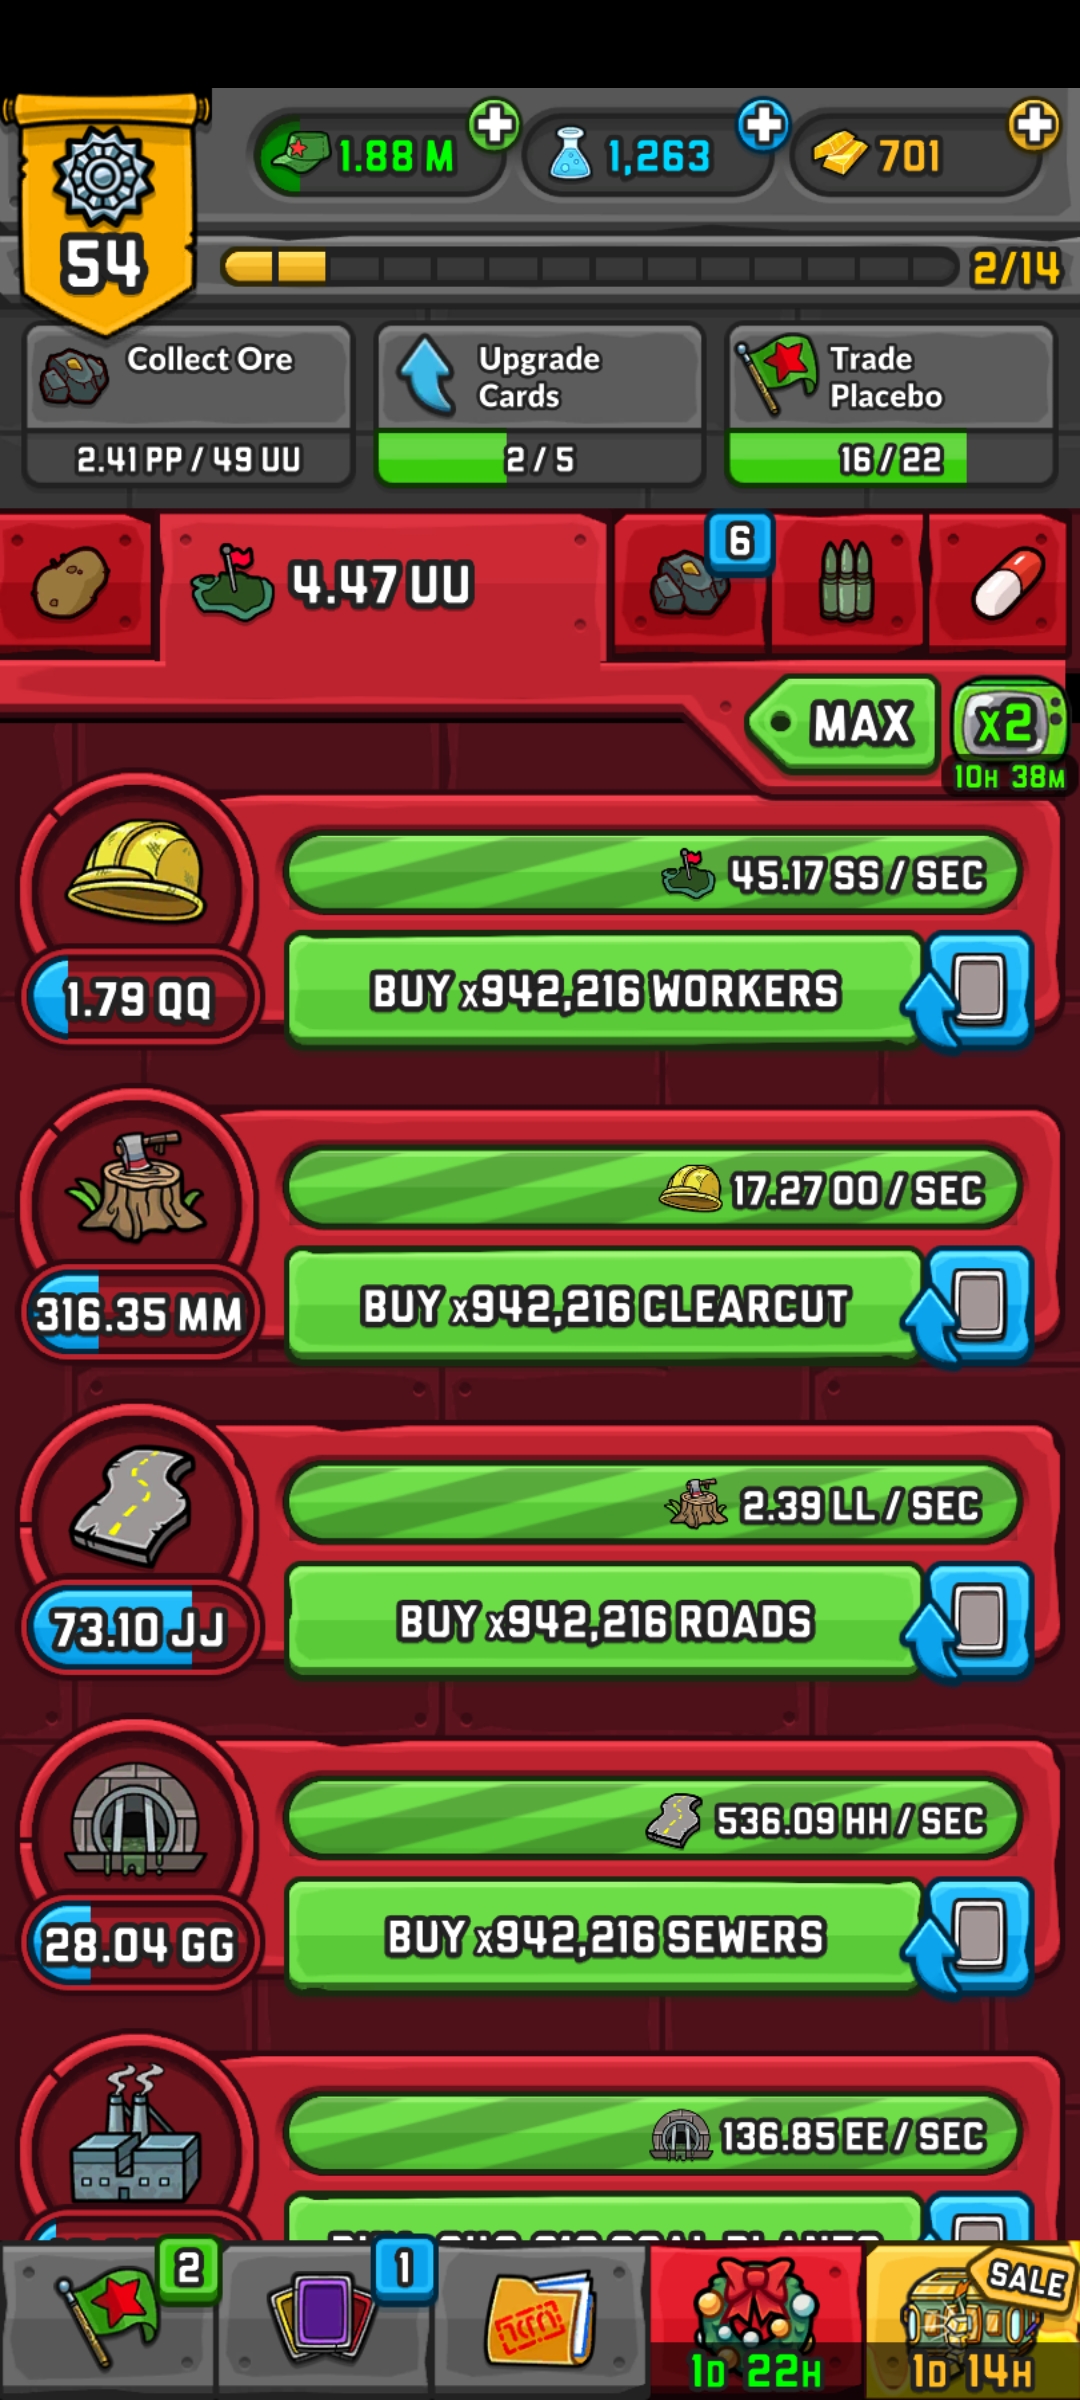 1.88 M
1,263
701
54
2/14
Collect Ore
2.41 PP / 49 UU
Upgrade
Cards
2 / 5
Trade
Placebo
16 / 22
4.47 UU
6
MAX
x2
10H 38M
45.17 SS / SEC
1.79 QQ
BUY x942,216 WORKERS
17.27 OO / SEC
316.35 MM
BUY x942,216 CLEARCUT
2.39 LL / SEC
73.10 JJ
BUY x942,216 ROADS
536.09 HH / SEC
28.04 GG
BUY x942,216 SEWERS
136.85 EE / SEC
2
1
SALE
1D 22H
1D 14H